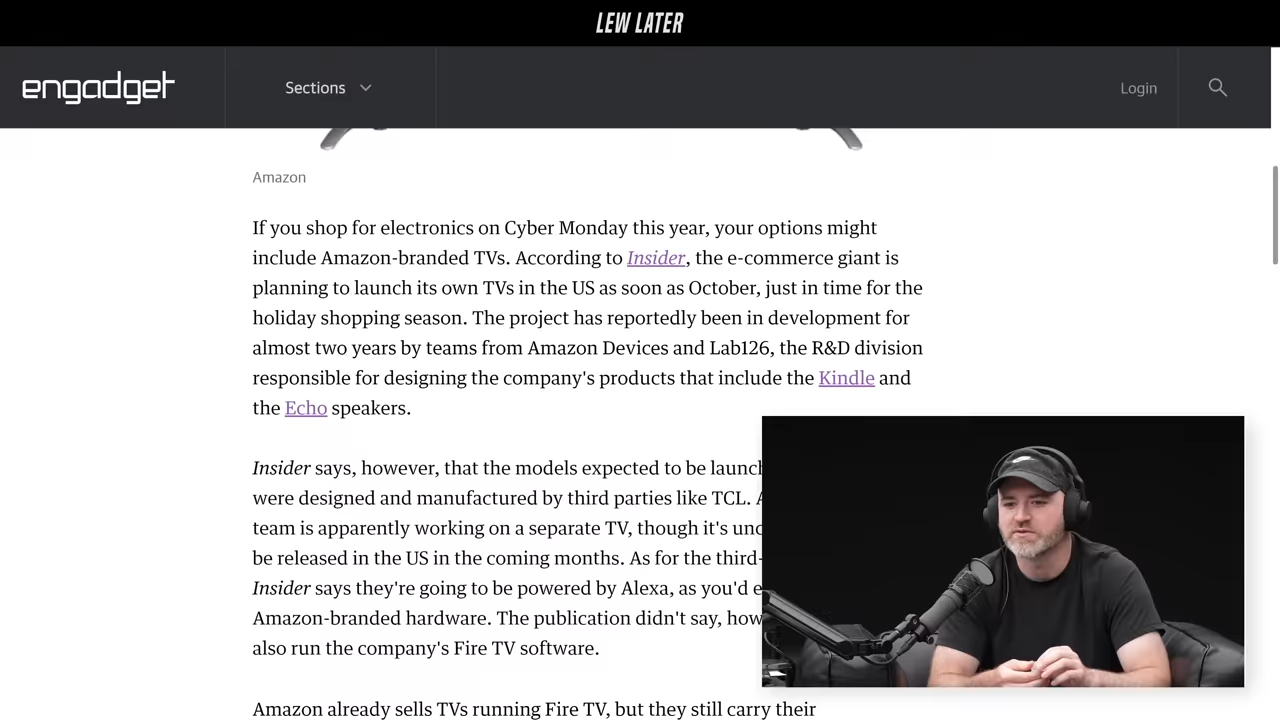 LEW LATER
engadget
Sections
Login
Amazon
If you shop for electronics on Cyber Monday this year, your options might
include Amazon-branded TVs. According to Insider, the e-commerce giant is
planning to launch its own TVs in the US as soon as October, just in time for the
holiday shopping season. The project has reportedly been in development for
almost two years by teams from Amazon Devices and Lab126, the R&D division
responsible for designing the company's products that include the Kindle and
the Echo speakers.
Insider says, however, that the models expected to be launch
were designed and manufactured by third parties like TCL. A
team is apparently working on a separate TV, though it's unc
be released in the US in the coming months. As for the third-
Insider says they're going to be powered by Alexa, as you'd e
Amazon-branded hardware. The publication didn't say, how
also run the company's Fire TV software.
Amazon already sells TVs running Fire TV, but they still carry their